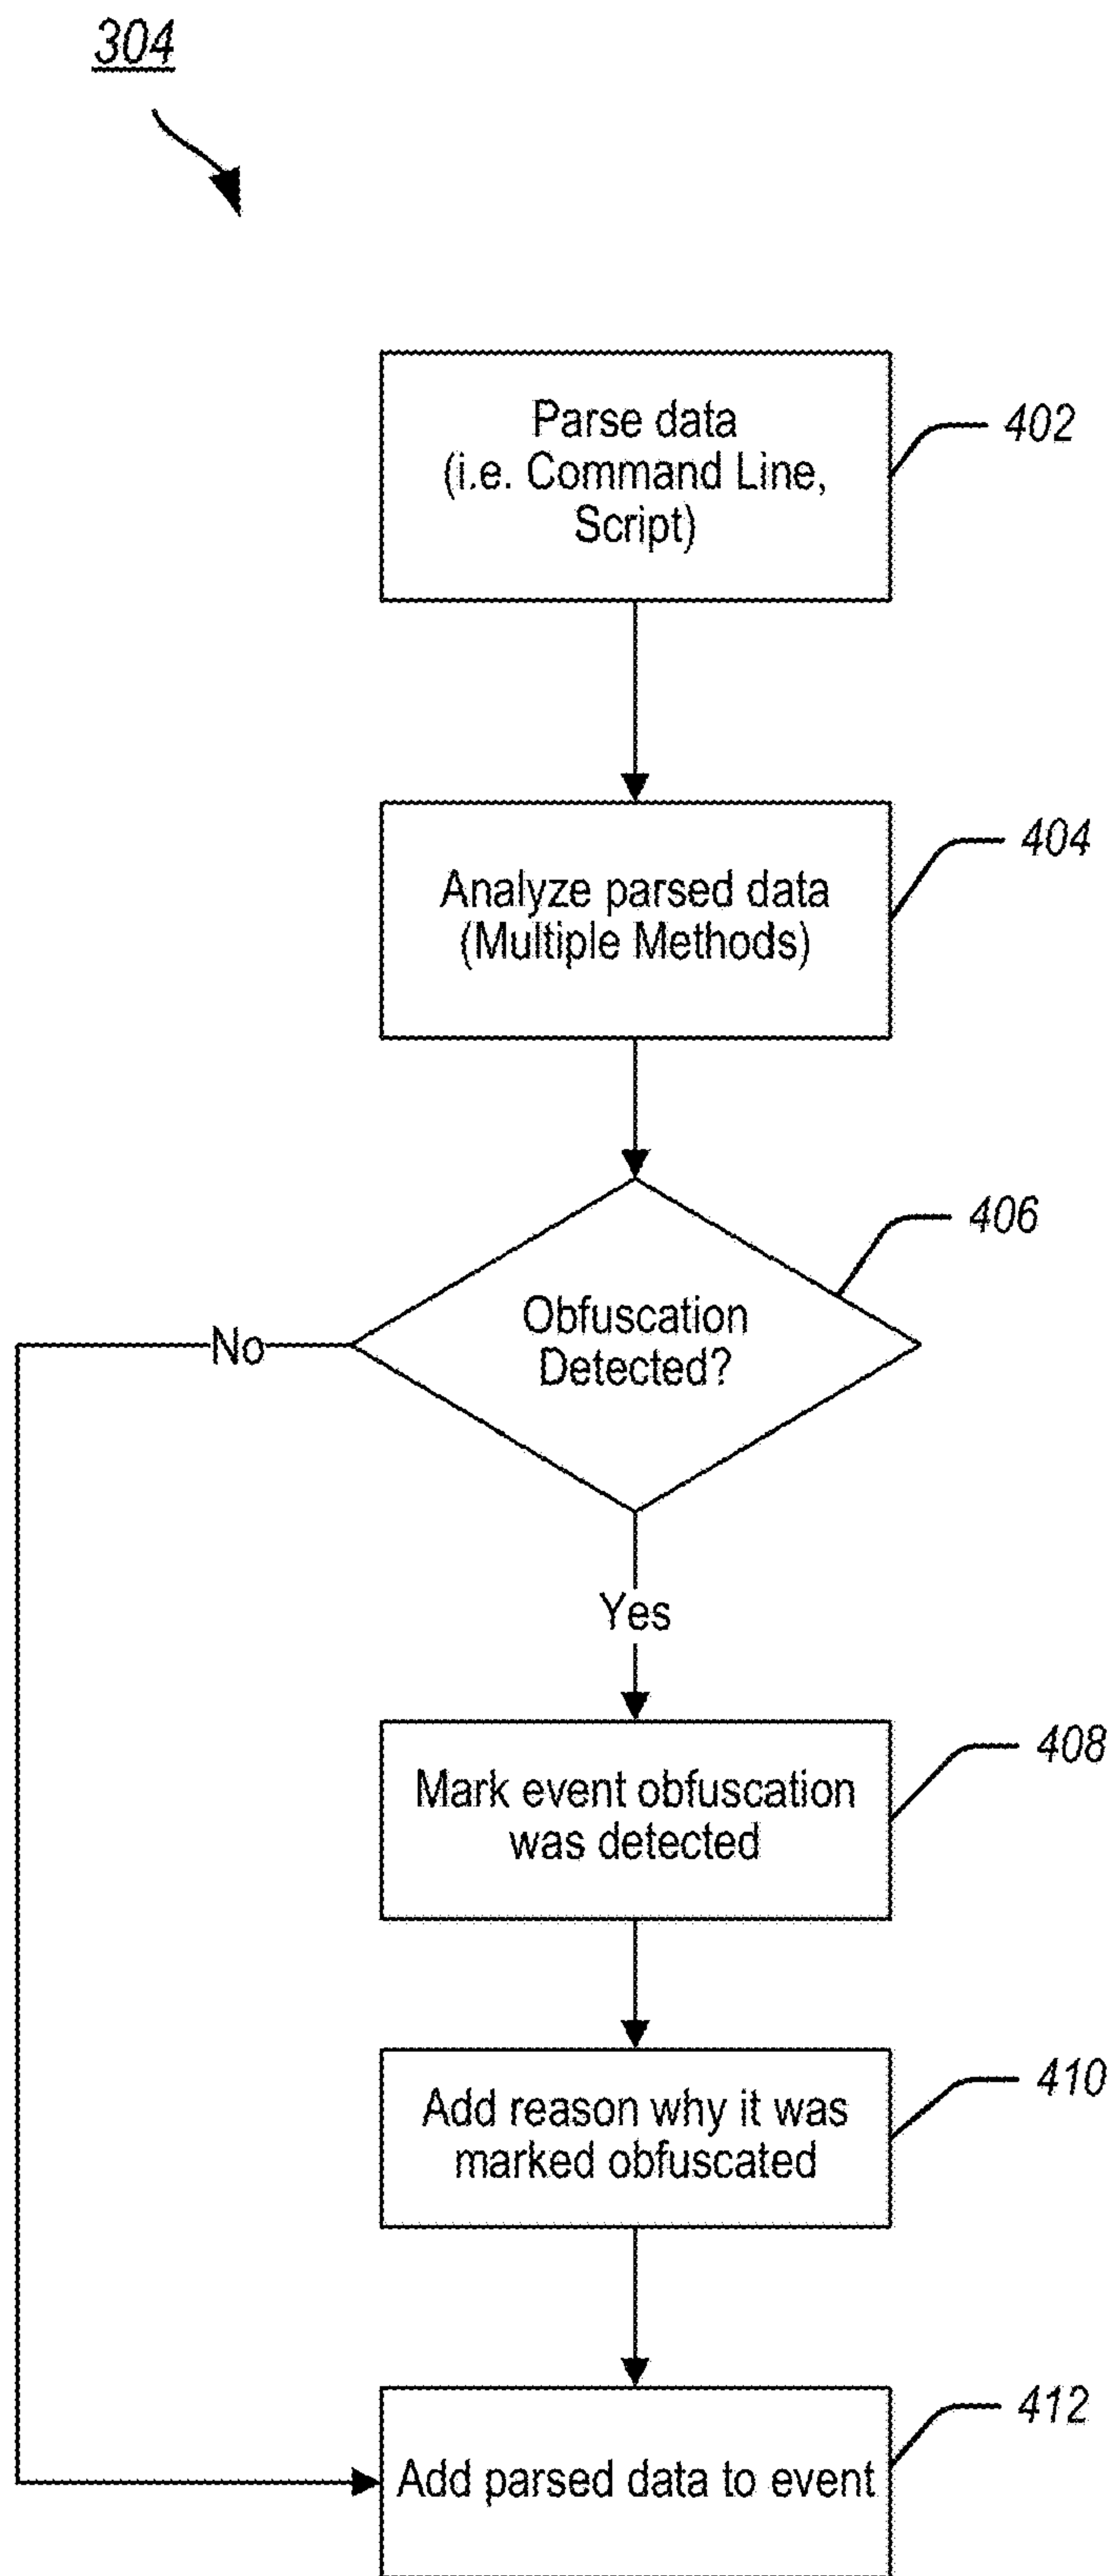 304
Parse data
(i.e. Command Line,
Script)
402
Analyze parsed data
(Multiple Methods)
404
Obfuscation
Detected?
406
No
Yes
Mark event obfuscation
was detected
408
Add reason why it was
marked obfuscated
410
Add parsed data to event
412